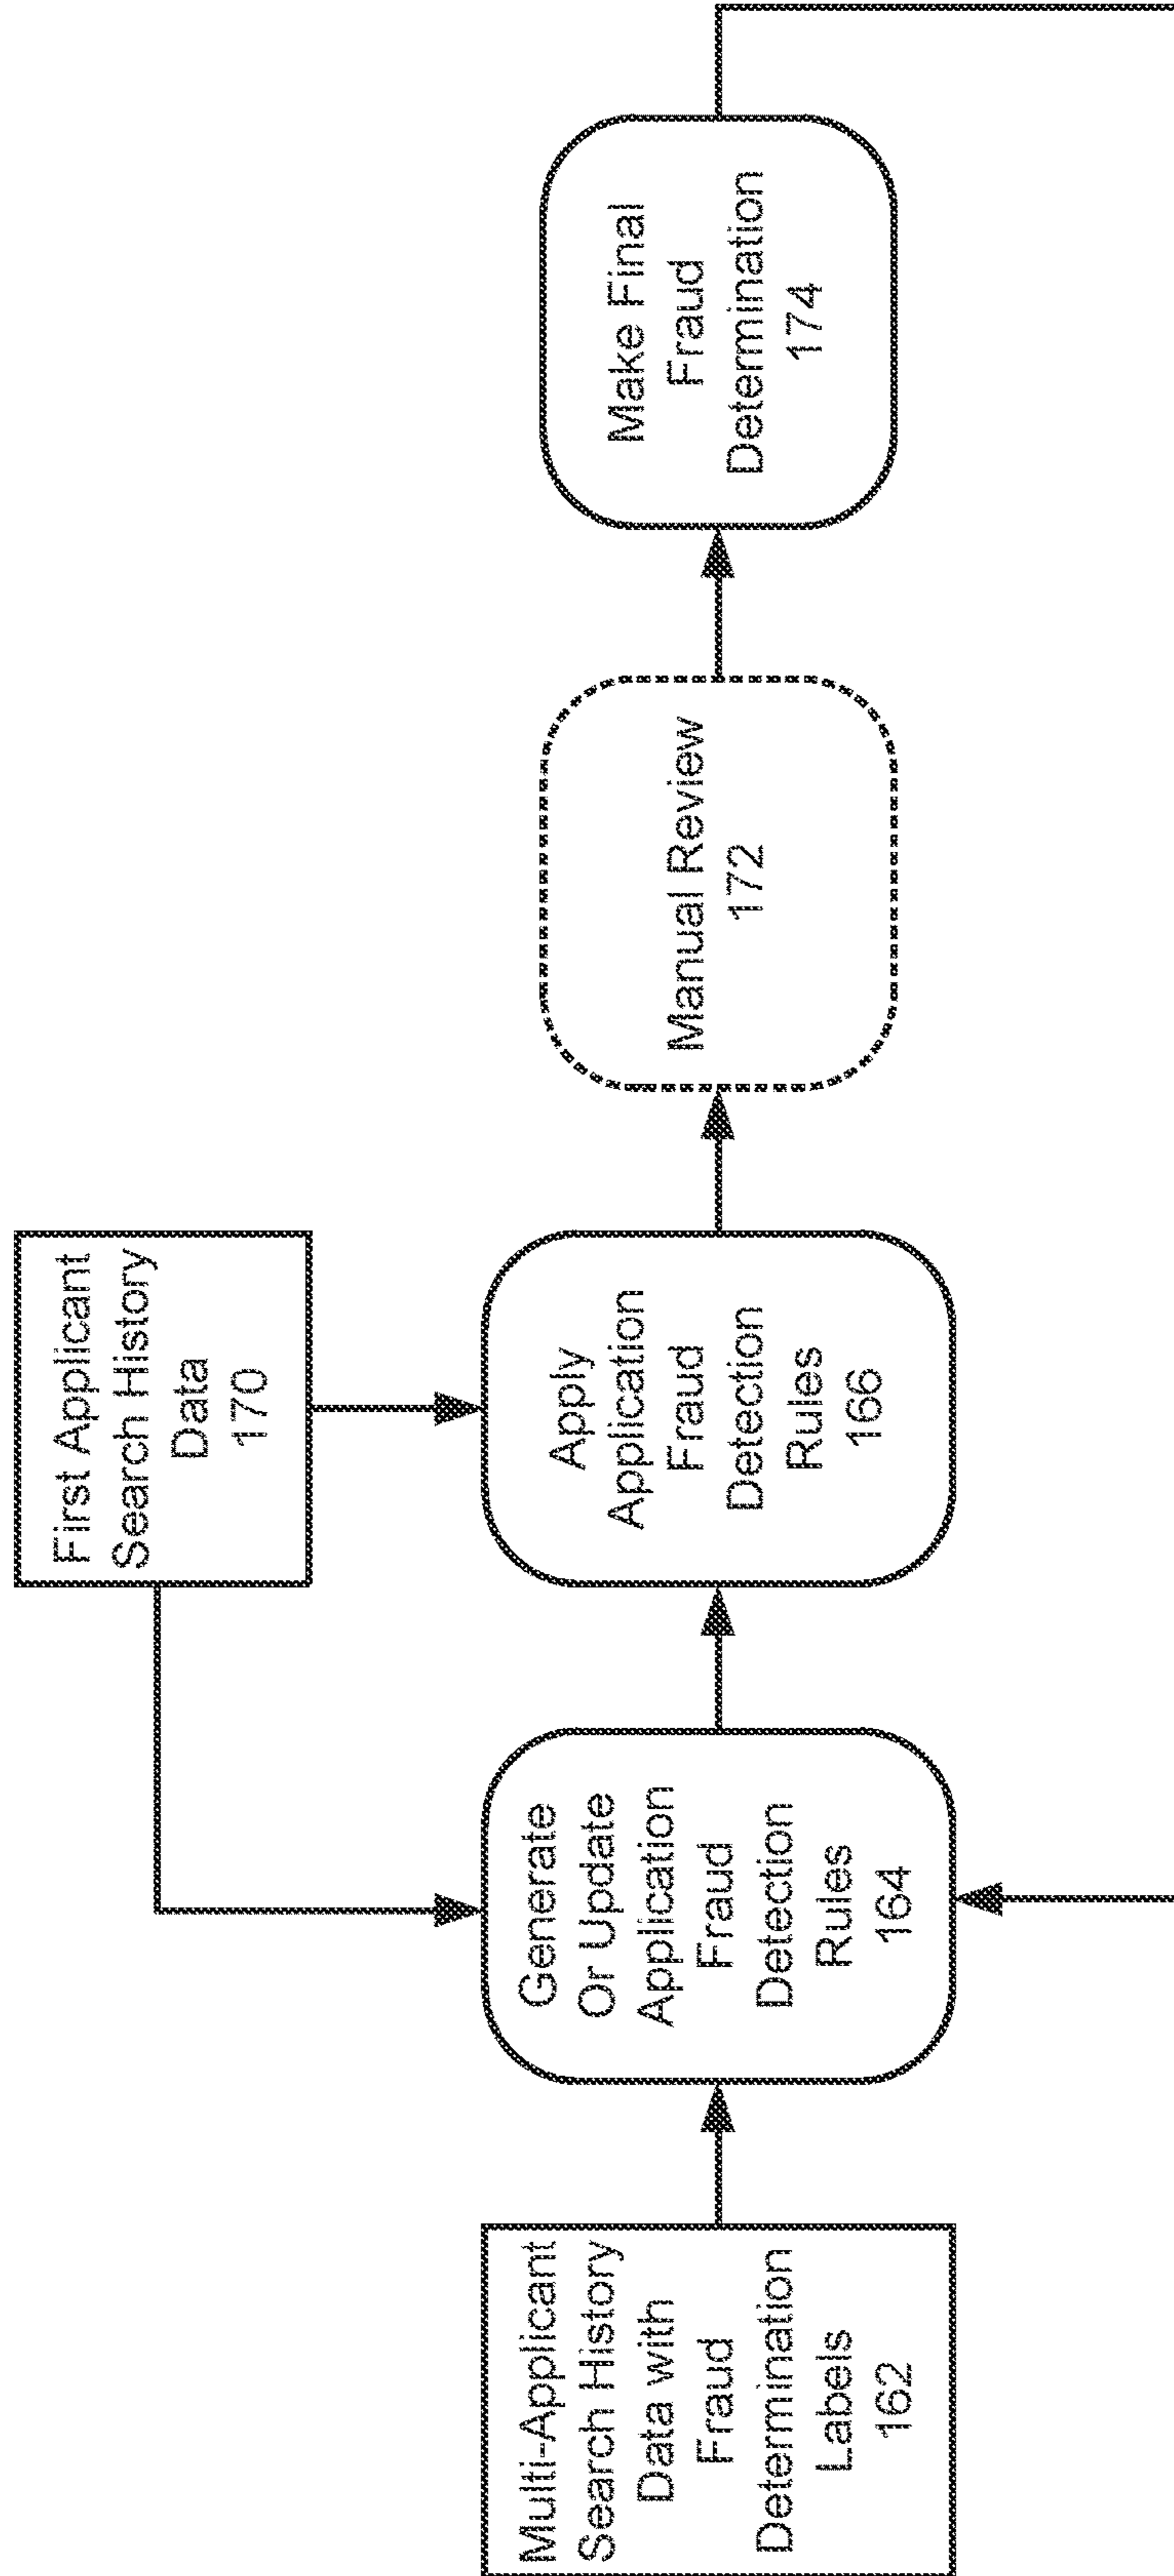 First Applicant
Search History
Data
170
Multi-Applicant
Search History
Data with
Fraud
Determination
Labels
162
Generate
Or Update
Application
Fraud
Detection
Rules
164
Apply
Application
Fraud
Detection
Rules
166
Manual Review
172
Make Final
Fraud
Determination
174